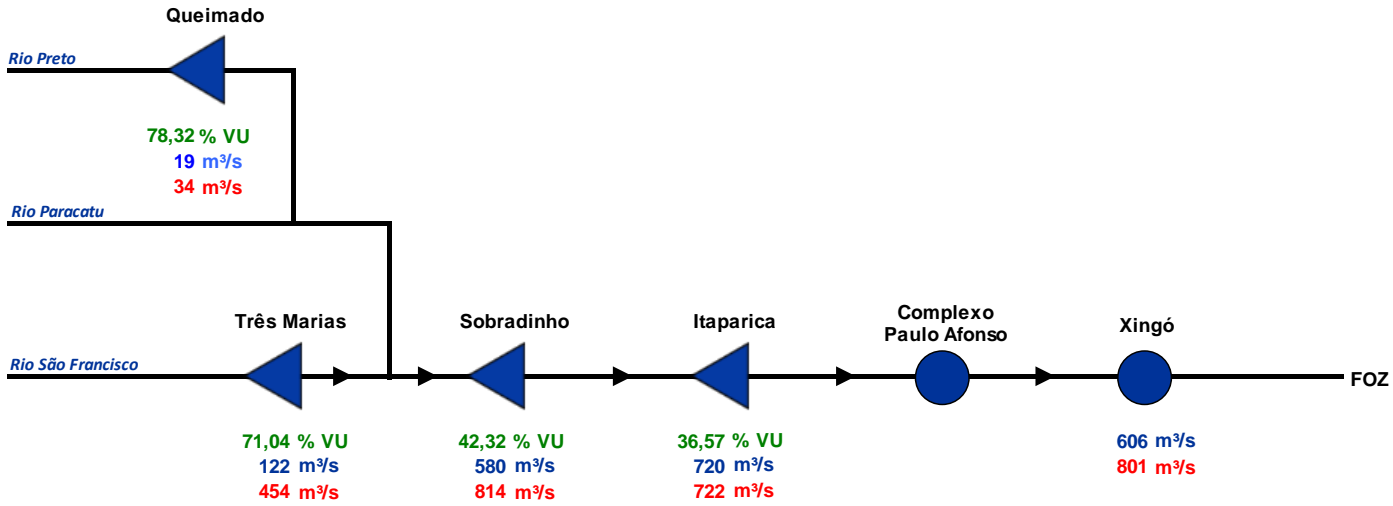 Queimado
Rio Preto
78,32 % VU
19 m³/s
34 m³/s
Rio Paracatu
Três Marias
Sobradinho
Itaparica
Complexo
Paulo Afonso
Xingó
Rio São Francisco
FOZ
71,04 % VU
122 m³/s
454 m³/s
42,32 % VU
580 m³/s
814 m³/s
36,57 % VU
720 m³/s
722 m³/s
606 m³/s
801 m³/s